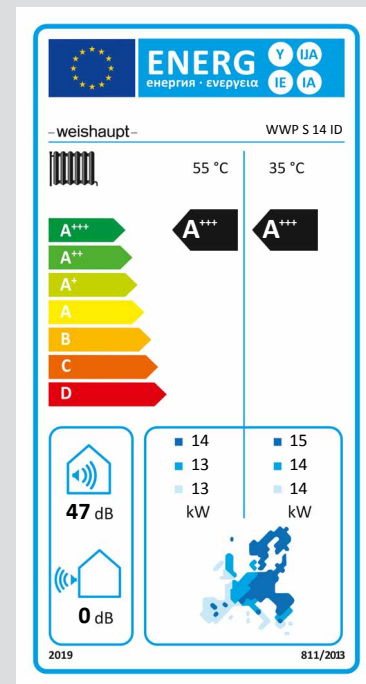 ENERG Y IJA
енергия · ενεργεια IE IA
weishaupt WWP S 14 ID
55 °C 35 °C
A+++ A+++ A+++
A++
A+
A
B
C
D
14 15
13 14
13 14
47 dB kW kW
0 dB
2019 811/2013